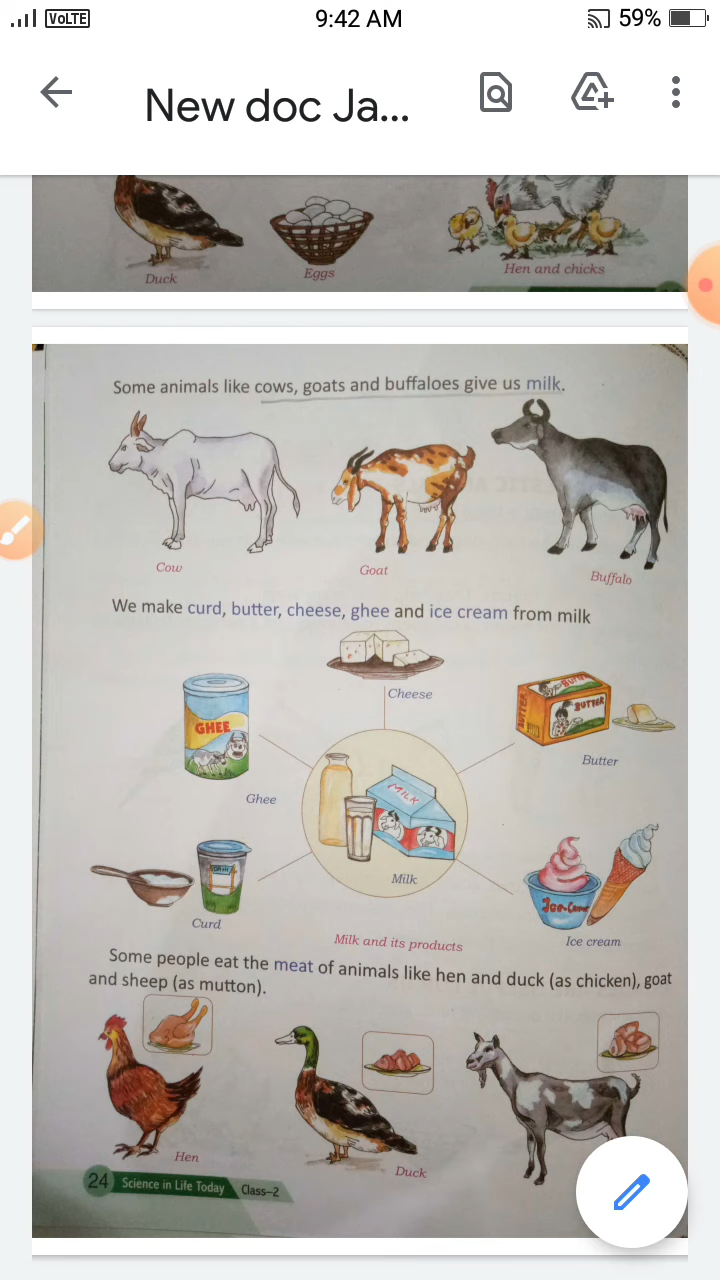 VoLTE 9:42 AM 59%
New doc Ja...
Duck
Eggs
Hen and chicks
Some animals like cows, goats and buffaloes give us milk.
Cow
Goat
Buffalo
We make curd, butter, cheese, ghee and ice cream from milk
Cheese
GHEE
BUTTER
BUTTER
Butter
Ghee
MILK
Milk
Curd
Ice cream
Milk and its products
Some people eat the meat of animals like hen and duck (as chicken), goat
and sheep (as mutton).
Hen
Duck
24 Science in Life Today Class–2